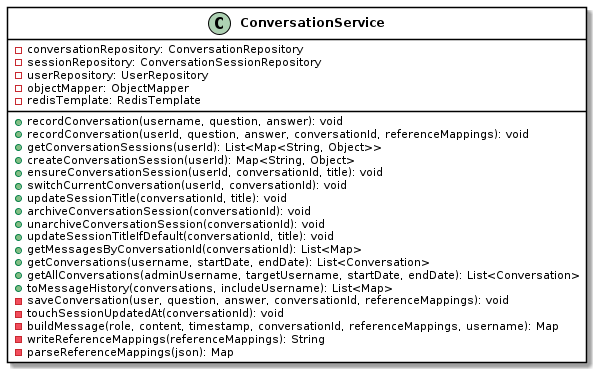 C ConversationService
conversationRepository: ConversationRepository
sessionRepository: ConversationSessionRepository
userRepository: UserRepository
objectMapper: ObjectMapper
redisTemplate: RedisTemplate
recordConversation(username, question, answer): void
recordConversation(userId, question, answer, conversationId, referenceMappings): void
getConversationSessions(userId): List<Map<String, Object>>
createConversationSession(userId): Map<String, Object>
ensureConversationSession(userId, conversationId, title): void
switchCurrentConversation(userId, conversationId): void
updateSessionTitle(conversationId, title): void
archiveConversationSession(conversationId): void
unarchiveConversationSession(conversationId): void
updateSessionTitleIfDefault(conversationId, title): void
getMessagesByConversationId(conversationId): List<Map>
getConversations(username, startDate, endDate): List<Conversation>
getAllConversations(adminUsername, targetUsername, startDate, endDate): List<Conversation>
toMessageHistory(conversations, includeUsername): List<Map>
saveConversation(user, question, answer, conversationId, referenceMappings): void
touchSessionUpdatedAt(conversationId): void
buildMessage(role, content, timestamp, conversationId, referenceMappings, username): Map
writeReferenceMappings(referenceMappings): String
parseReferenceMappings(json): Map